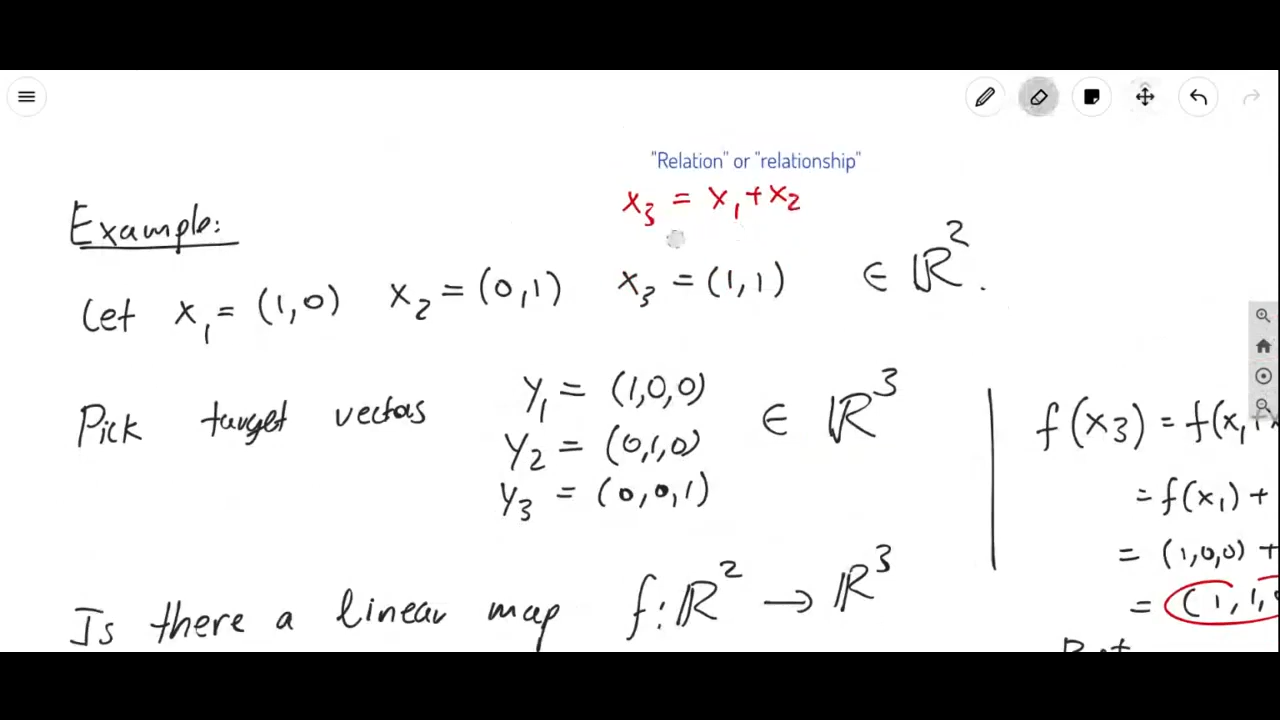 "Relation" or "relationship"
x₃ = x₁ + x₂
Example:
Let x₁ = (1,0) x₂ = (0,1) x₃ = (1,1) ∈ ℝ².
Pick target vectors y₁ = (1,0,0) ∈ ℝ³
y₂ = (0,1,0)
y₃ = (0,0,1)
Is there a linear map f: ℝ² → ℝ³
f(x₃) = f(x₁+
= f(x₁) +
= (1,0,0) +
= (1,1,